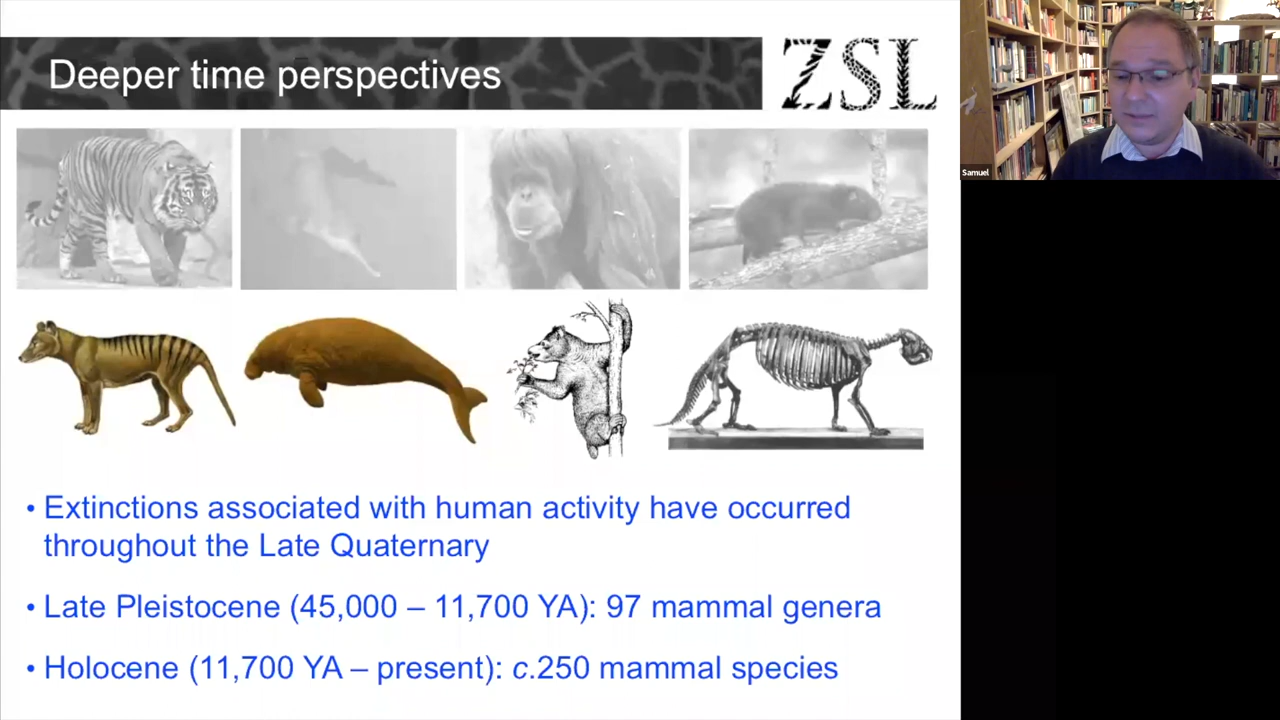 Deeper time perspectives
ZSL
Samuel
• Extinctions associated with human activity have occurred
throughout the Late Quaternary
• Late Pleistocene (45,000 – 11,700 YA): 97 mammal genera
• Holocene (11,700 YA – present): c.250 mammal species